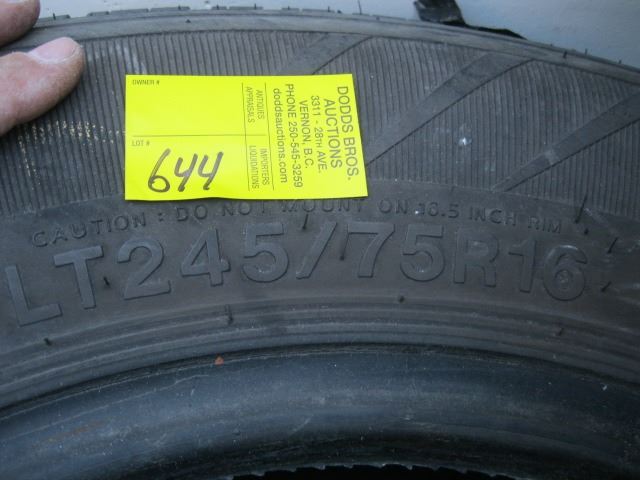 OWNER #
LOT #
644
ANTIQUES
APPRAISALS
IMPORTERS
LIQUIDATIONS
DODDS BROS.
AUCTIONS
3311 - 28TH AVE.
VERNON, B.C.
PHONE 250-545-3259
doddsauctions.com
CAUTION : DO NOT MOUNT ON 16.5 INCH RIM
LT245/75R16